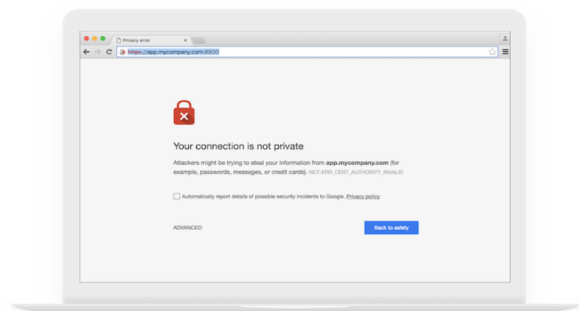 Privacy error
https://app.mycompany.com:6800
Your connection is not private
Attackers might be trying to steal your information from app.mycompany.com (for
example, passwords, messages, or credit cards). NET::ERR_CERT_AUTHORITY_INVALID
Automatically report details of possible security incidents to Google. Privacy policy
ADVANCED
Back to safety